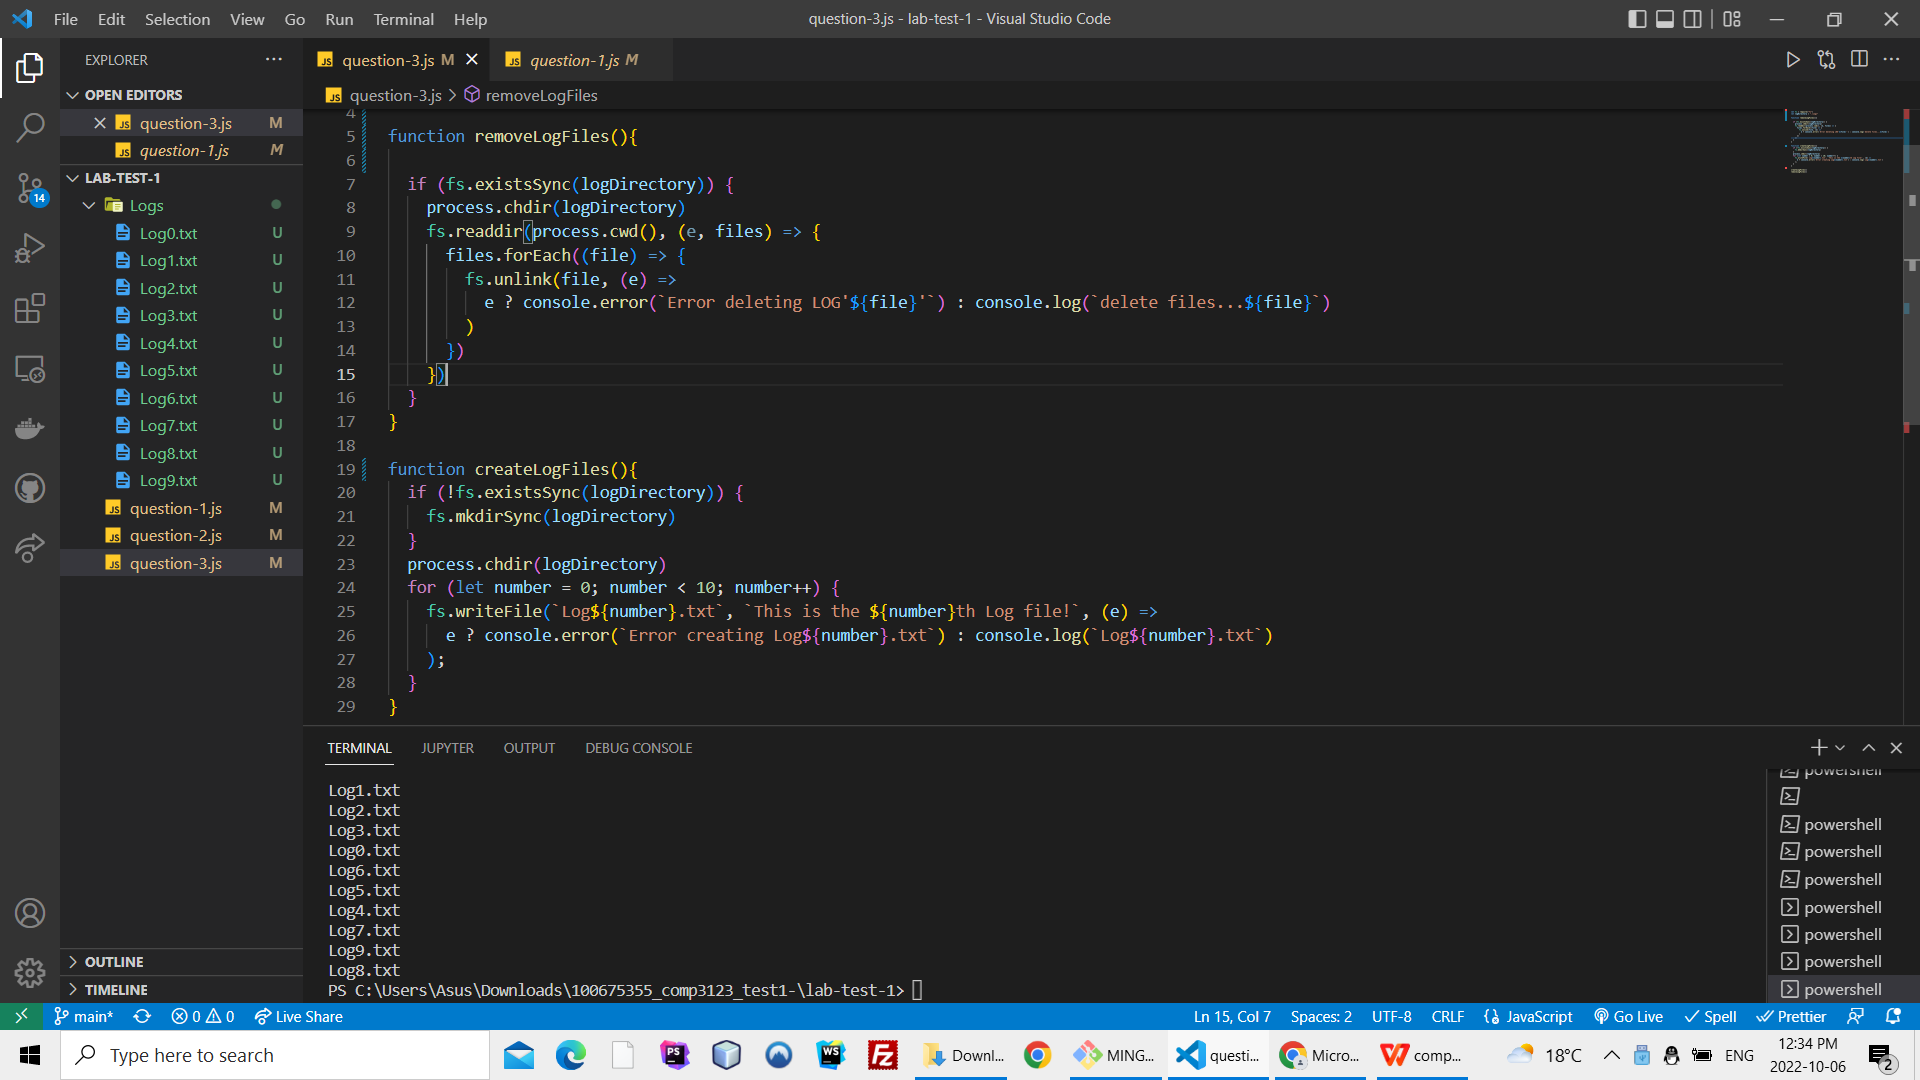 File Edit Selection View Go Run Terminal Help
question-3.js - lab-test-1 - Visual Studio Code
EXPLORER
OPEN EDITORS
question-3.js M
question-1.js M
LAB-TEST-1
Logs
Log0.txt U
Log1.txt U
Log2.txt U
Log3.txt U
Log4.txt U
Log5.txt U
Log6.txt U
Log7.txt U
Log8.txt U
Log9.txt U
question-1.js M
question-2.js M
question-3.js M
OUTLINE
TIMELINE
14
question-3.js M
question-1.js M
question-3.js > removeLogFiles
4
5 function removeLogFiles(){
6
7 if (fs.existsSync(logDirectory)) {
8 process.chdir(logDirectory)
9 fs.readdir(process.cwd(), (e, files) => {
10 files.forEach((file) => {
11 fs.unlink(file, (e) =>
12 e ? console.error(`Error deleting LOG'${file}'`) : console.log(`delete files...${file}`)
13 )
14 })
15 })
16 }
17 }
18
19 function createLogFiles(){
20 if (!fs.existsSync(logDirectory)) {
21 fs.mkdirSync(logDirectory)
22 }
23 process.chdir(logDirectory)
24 for (let number = 0; number < 10; number++) {
25 fs.writeFile(`Log${number}.txt`, `This is the ${number}th Log file!`, (e) =>
26 e ? console.error(`Error creating Log${number}.txt`) : console.log(`Log${number}.txt`)
27 );
28 }
29 }
TERMINAL JUPYTER OUTPUT DEBUG CONSOLE
Log1.txt
Log2.txt
Log3.txt
Log0.txt
Log6.txt
Log5.txt
Log4.txt
Log7.txt
Log9.txt
Log8.txt
PS C:\Users\Asus\Downloads\100675355_comp3123_test1-\lab-test-1>
powershell
powershell
powershell
powershell
powershell
powershell
powershell
powershell
main* 0 0 Live Share
Ln 15, Col 7 Spaces: 2 UTF-8 CRLF JavaScript Go Live Spell Prettier
Type here to search
PS
WS
Fz
Downl...
MING...
questi...
Micro...
comp...
18°C
ENG
12:34 PM
2022-10-06
2